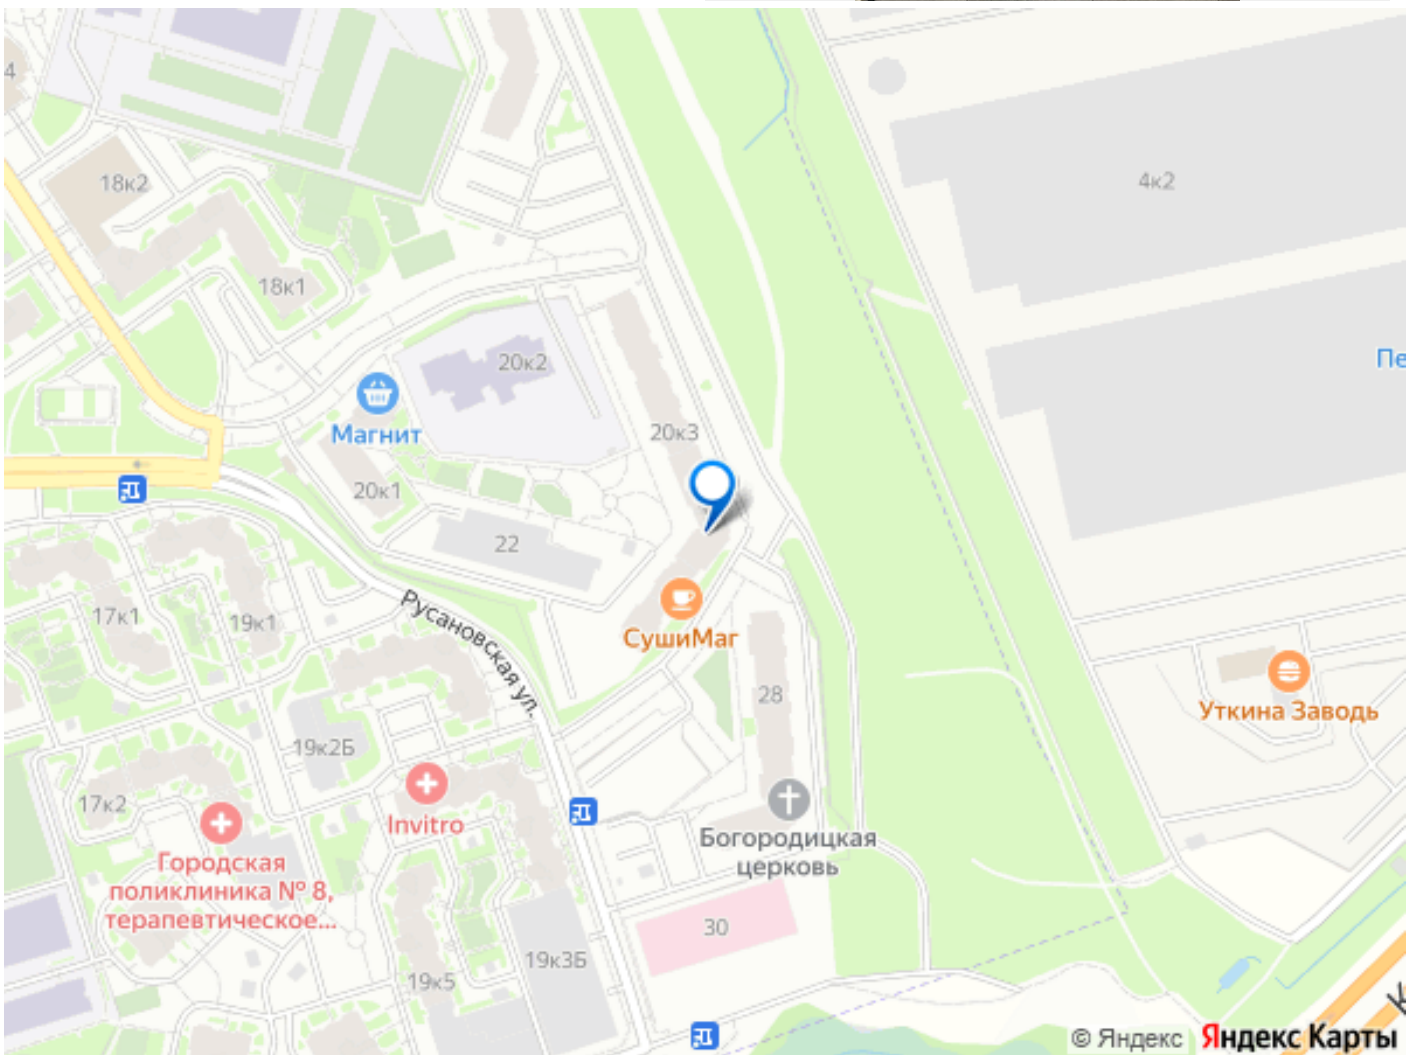 4
18к2
4к2
18к1
Пе
20к2
Магнит
20к3
20к1
22
17к1
19к1
Русановская ул.
СушиМаг
28
Уткина Заводь
19к2Б
17к2
Invitro
Богородицкая
церковь
Городская
поликлиника № 8,
терапевтическое...
30
19к3Б
19к5
К
© Яндекс Яндекс Карты